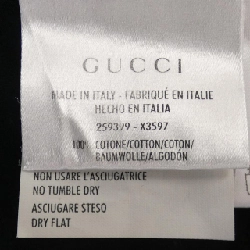 GUCCI
MADE IN ITALY - FABRIQUÉ EN ITALIE
HECHO EN ITALIA
259379 - X3597
100% COTONE/COTTON/COTON/
BAUMWOLLE/ALGODÓN
NON USARE L'ASCIUGATRICE
NO TUMBLE DRY
ASCIUGARE STESO
DRY FLAT